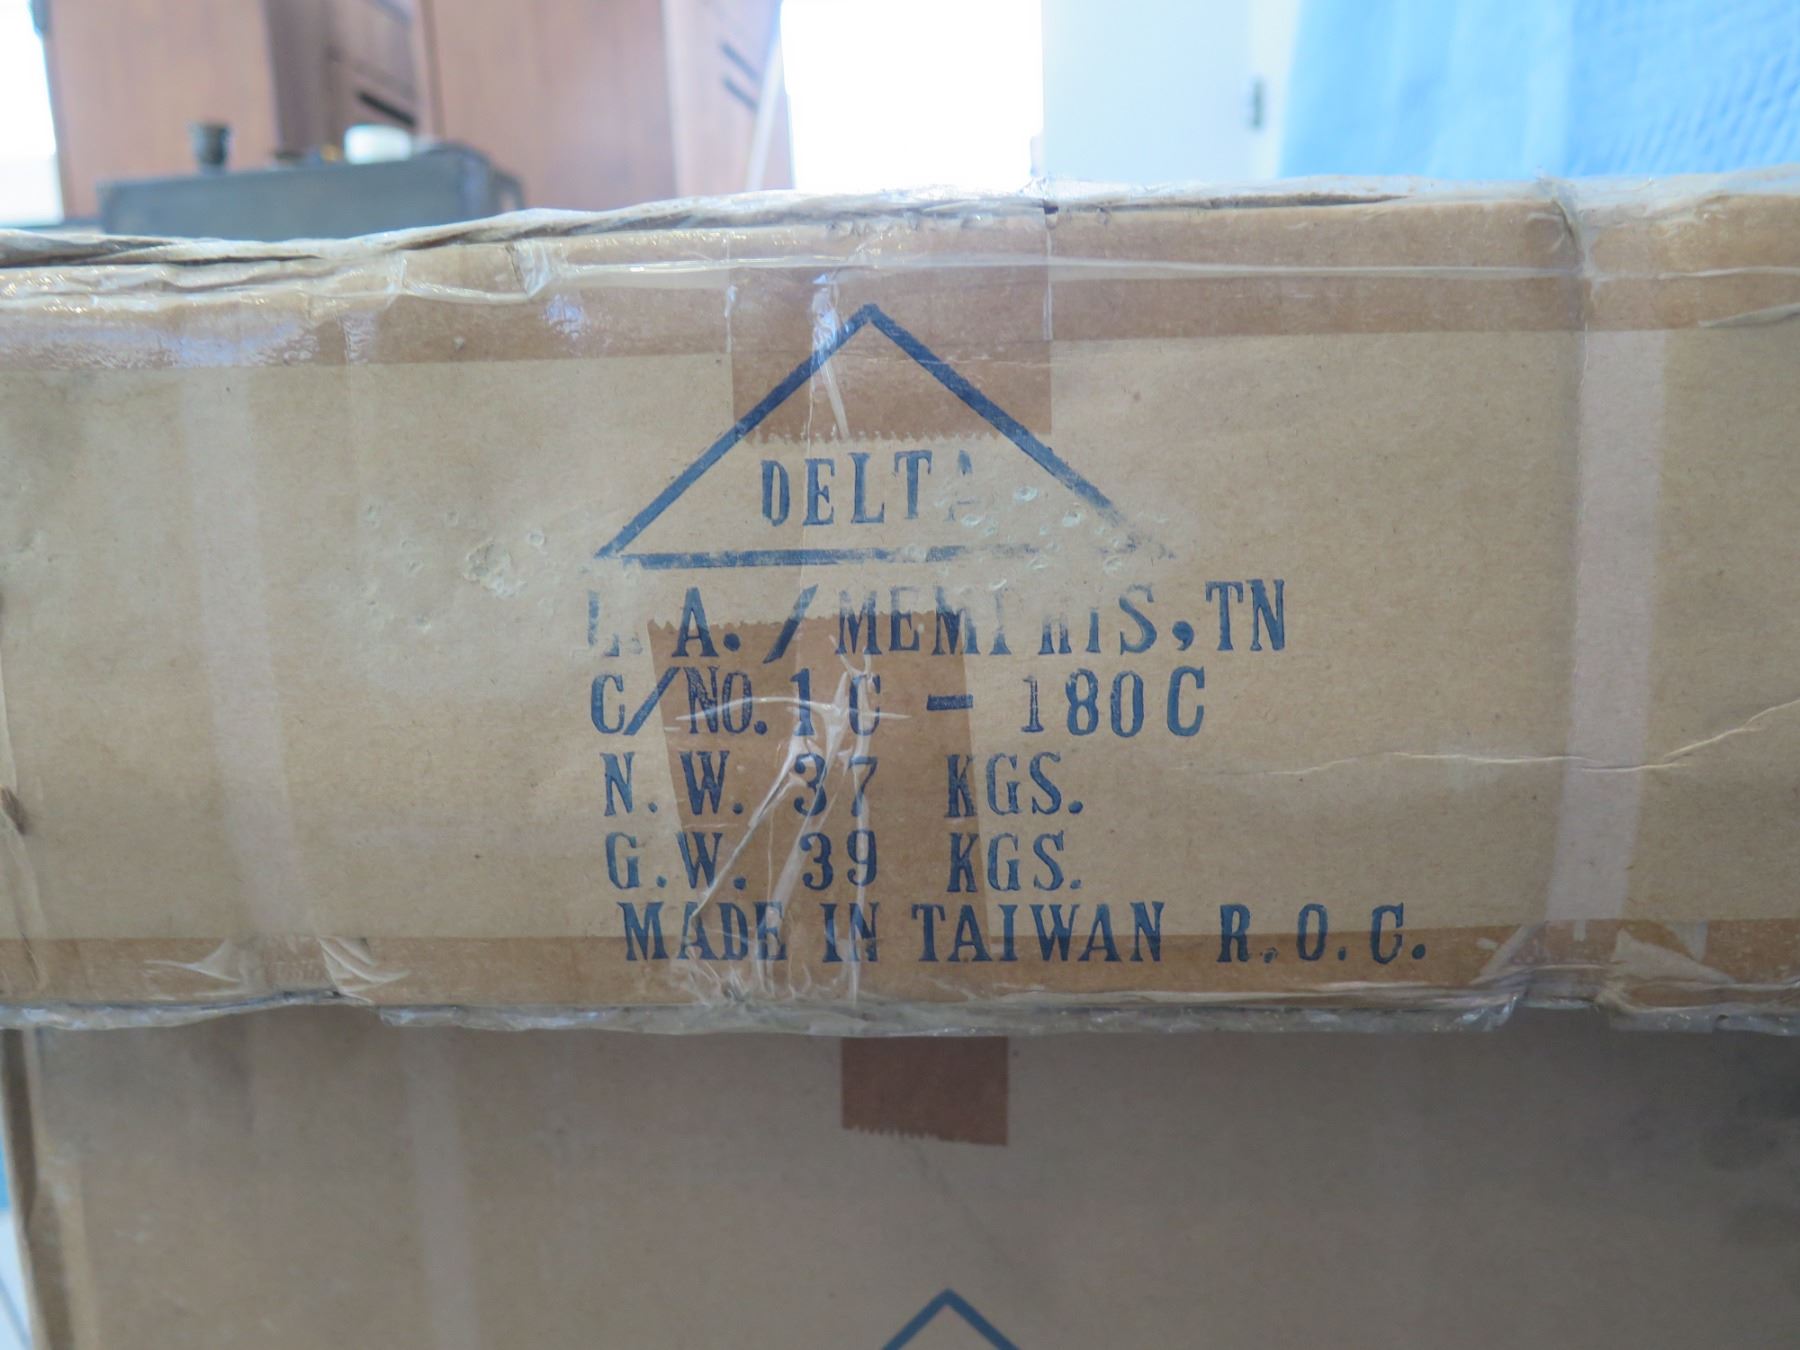 DELTA
L.A./MEMPHIS,TN
C/NO. 1C - 180C
N.W. 37 KGS.
G.W. 39 KGS.
MADE IN TAIWAN R.O.C.